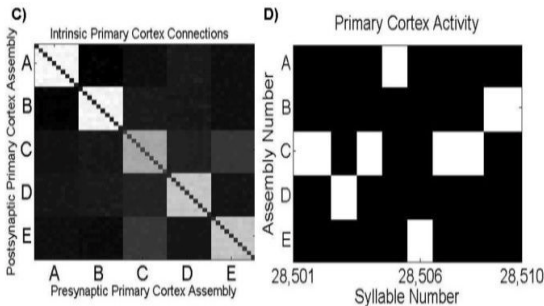 C)
Intrinsic Primary Cortex Connections
Postsynaptic Primary Cortex Assembly
A
B
C
D
E
A B C D E
Presynaptic Primary Cortex Assembly
D)
Primary Cortex Activity
Assembly Number
A
B
C
D
E
28,501 28,506 28,510
Syllable Number